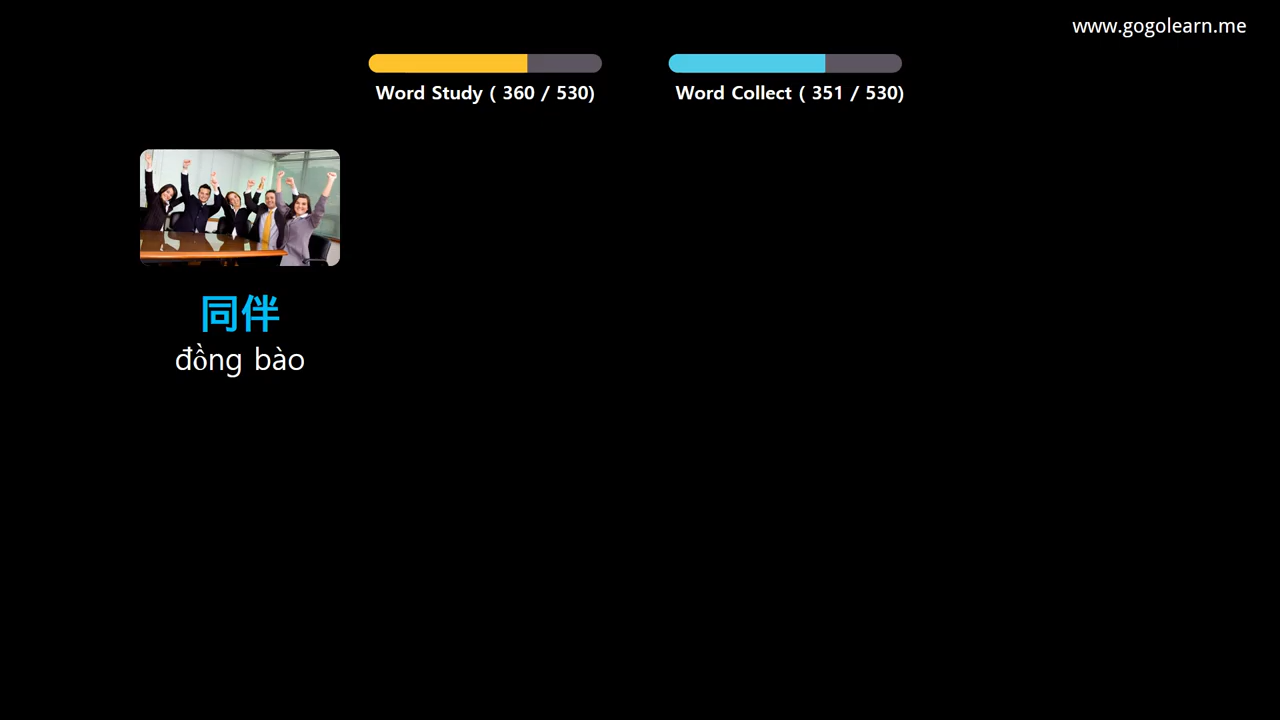 www.gogolearn.me
Word Study ( 360 / 530)
Word Collect ( 351 / 530)
同伴
đồng bào